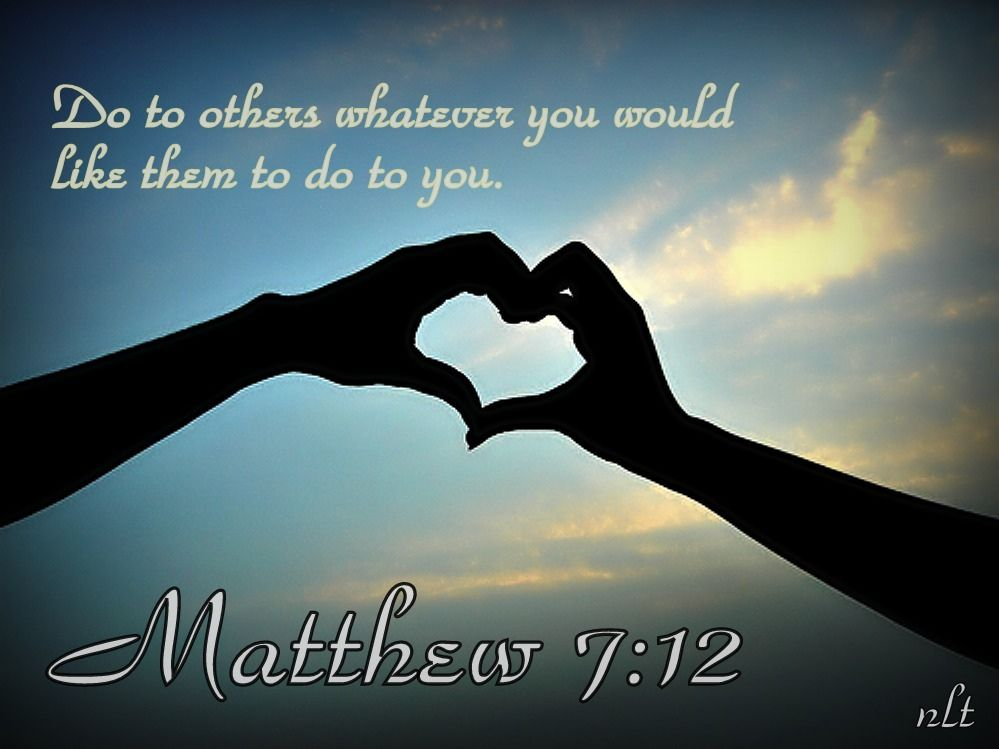 Do to others whatever you would
like them to do to you.
Matthew 7:12
nlt